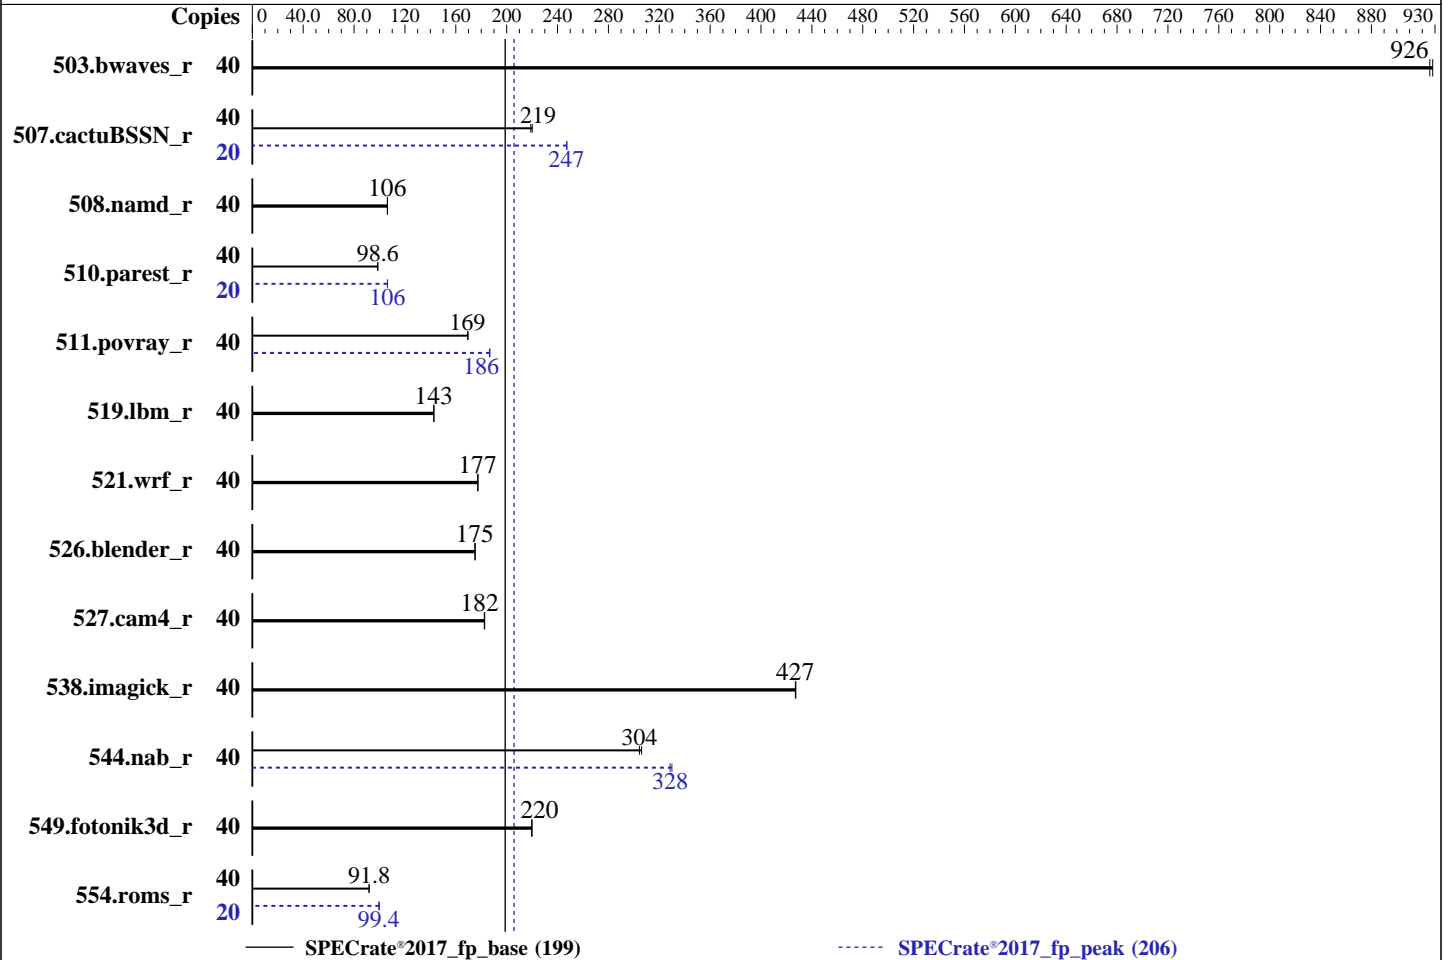 Copies 0 40.0 80.0 120 160 200 240 280 320 360 400 440 480 520 560 600 640 680 720 760 800 840 880 930
503.bwaves_r 40 926
507.cactuBSSN_r 40 219
20 247
508.namd_r 40 106
510.parest_r 40 98.6
20 106
511.povray_r 40 169
186
519.lbm_r 40 143
521.wrf_r 40 177
526.blender_r 40 175
527.cam4_r 40 182
538.imagick_r 40 427
544.nab_r 40 304
328
549.fotonik3d_r 40 220
554.roms_r 40 91.8
20 99.4
SPECrate®2017_fp_base (199) SPECrate®2017_fp_peak (206)